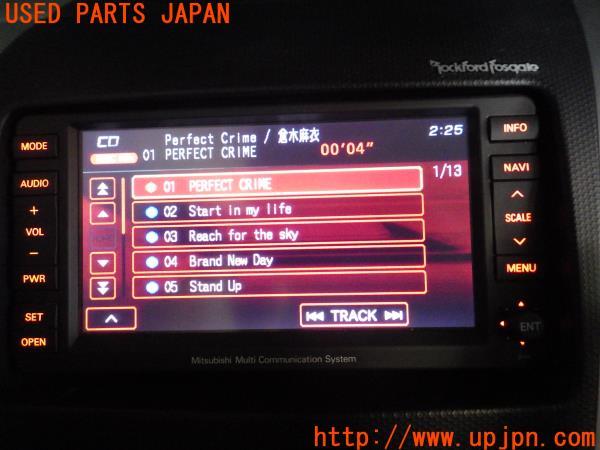 USED PARTS JAPAN
Rockford Fosgate
MODE
AUDIO
+
VOL
−
PWR
SET
OPEN
CD
Perfect Crime / 倉木麻衣
2:25
01 PERFECT CRIME
00'04"
1/13
01 PERFECT CRIME
02 Start in my life
03 Reach for the sky
04 Brand New Day
05 Stand Up
TRACK
INFO
NAVI
SCALE
MENU
ENT
Mitsubishi Multi Communication System
http://www.upjpn.com